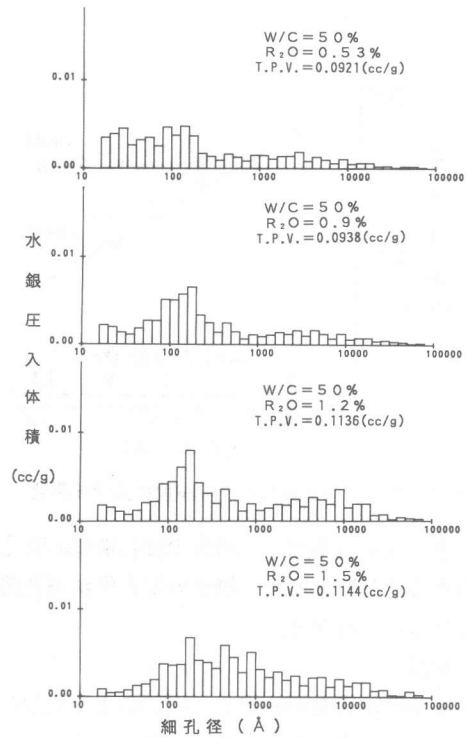 W/C=50%
R₂O=0.53%
T.P.V.=0.0921(cc/g)
0.01
0.00
10 100 1000 10000 100000
W/C=50%
R₂O=0.9%
T.P.V.=0.0938(cc/g)
0.01
0.00
10 100 1000 10000 100000
水銀圧入体積
(cc/g)
W/C=50%
R₂O=1.2%
T.P.V.=0.1136(cc/g)
0.01
0.00
10 100 1000 10000 100000
W/C=50%
R₂O=1.5%
T.P.V.=0.1144(cc/g)
0.01
0.00
10 100 1000 10000 100000
細孔径(Å)